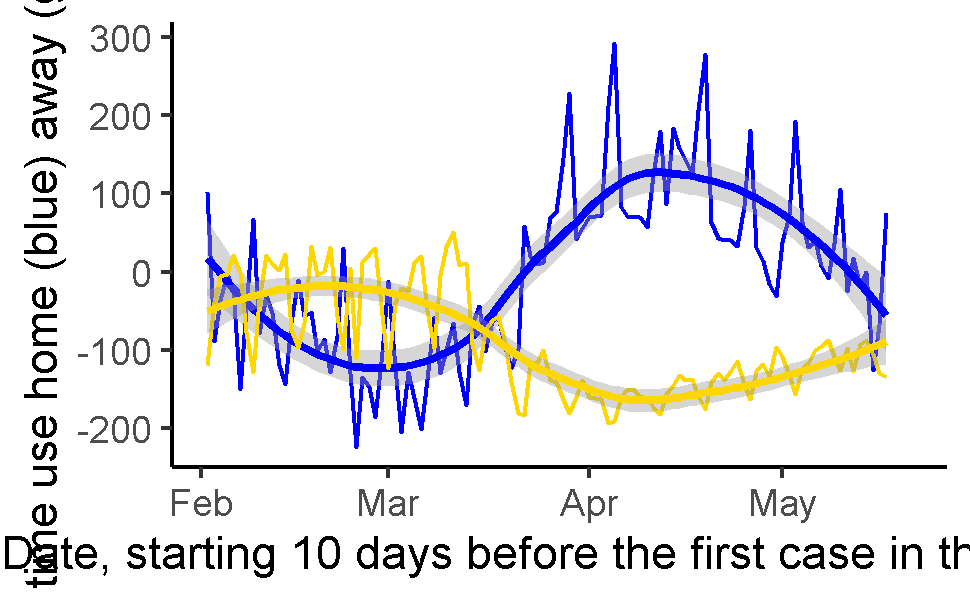 time use home (blue) away (
300
200
100
0
-100
-200
Feb Mar Apr May
Date, starting 10 days before the first case in th